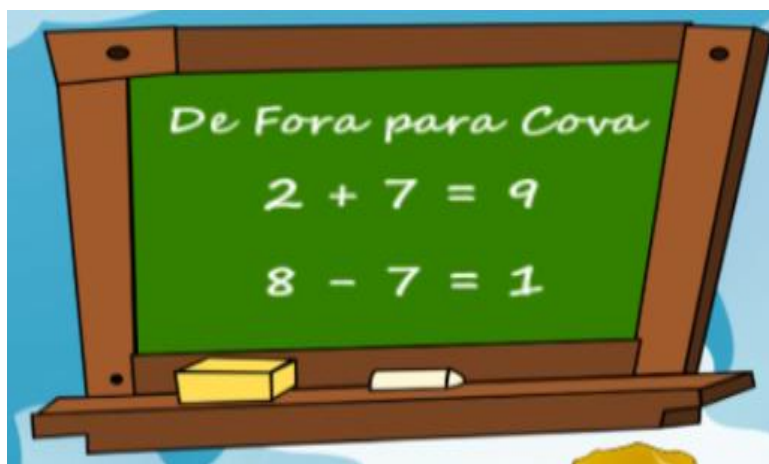 De Fora para Cova
2 + 7 = 9
8 - 7 = 1